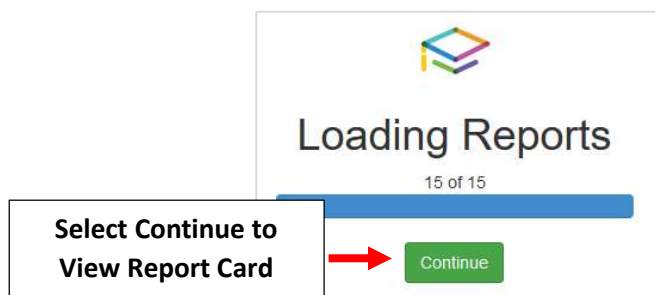 Loading Reports
15 of 15
Select Continue to
View Report Card
Continue